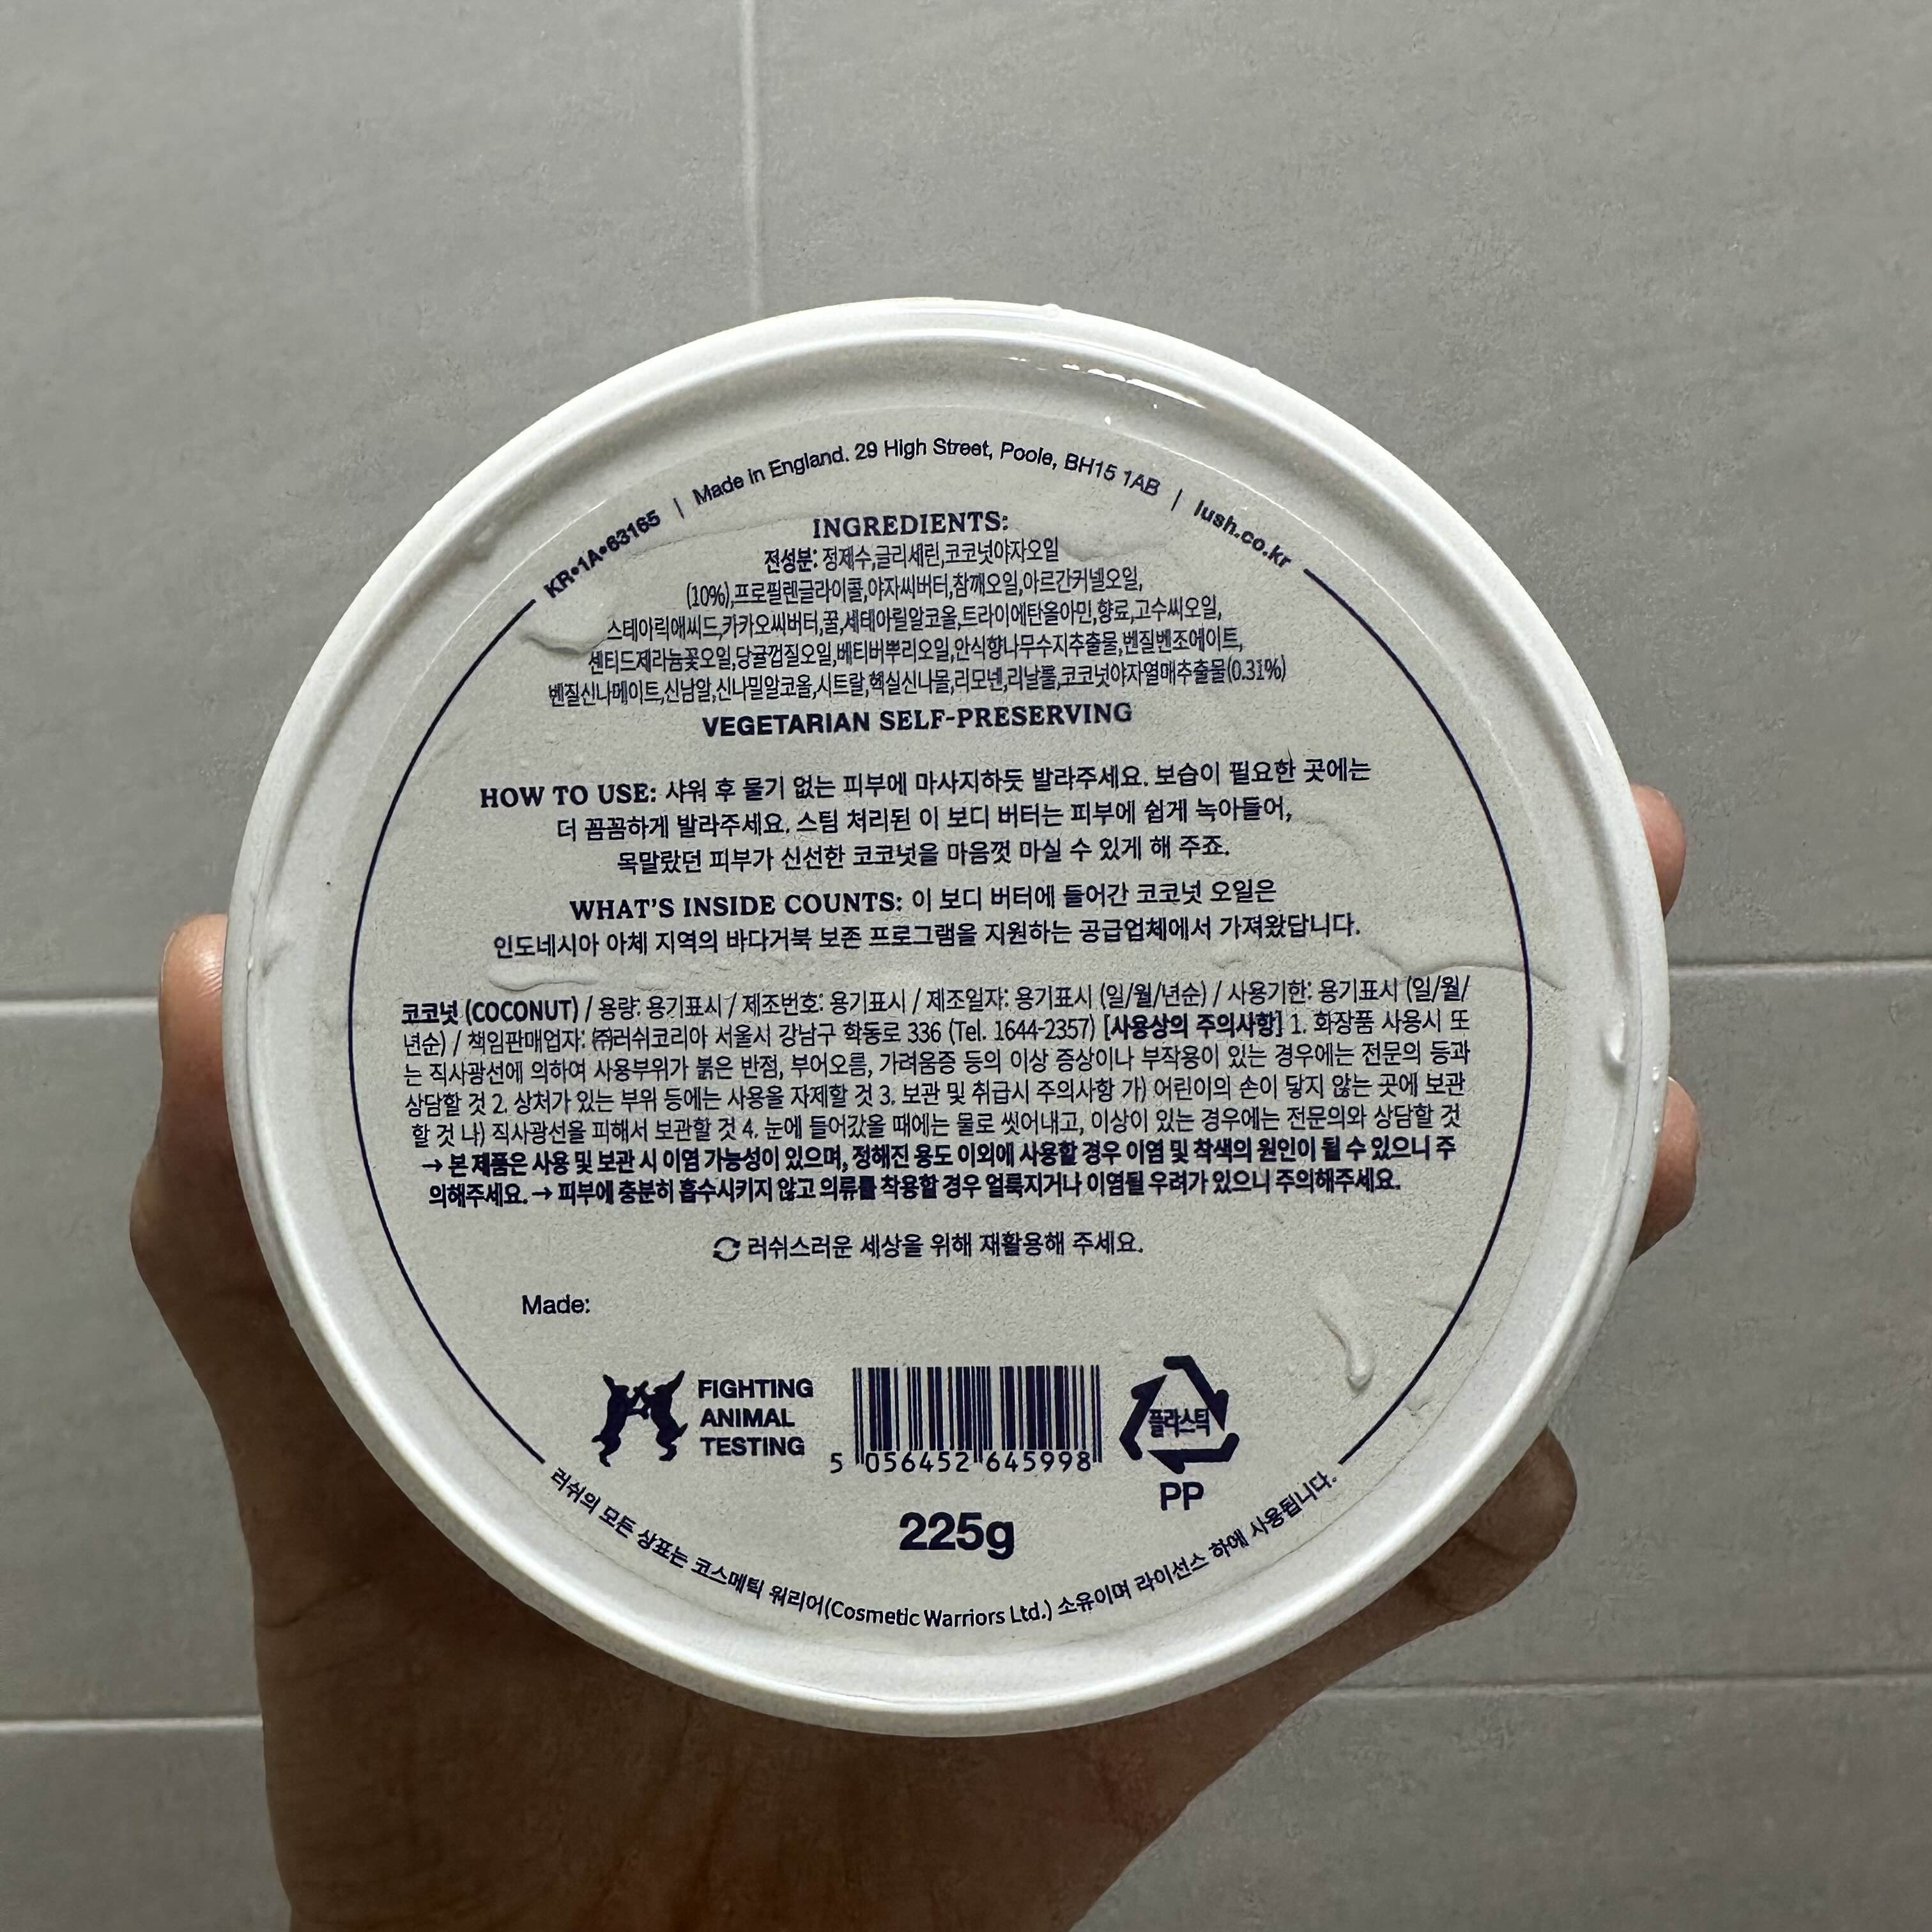 KR•1A•63165 | Made in England. 29 High Street, Poole, BH15 1AB | lush.co.kr
INGREDIENTS:
전성분: 정제수,글리세린,코코넛야자오일
(10%),프로필렌글라이콜,야자씨버터,참깨오일,아르간커넬오일,
스테아릭애씨드,카카오씨버터,꿀,세테아릴알코올,트라이에탄올아민,향료,고수씨오일,
센티드제라늄꽃오일,당귤껍질오일,베티버뿌리오일,안식향나무수지추출물,벤질벤조에이트,
벤질신나메이트,신남알,신나밀알코올,시트랄,헥실신나몰,리모넨,리날룰,코코넛야자열매추출물(0.31%)
VEGETARIAN SELF-PRESERVING
HOW TO USE: 샤워 후 물기 없는 피부에 마사지하듯 발라주세요. 보습이 필요한 곳에는
더 꼼꼼하게 발라주세요. 스팀 처리된 이 보디 버터는 피부에 쉽게 녹아들어,
목말랐던 피부가 신선한 코코넛을 마음껏 마실 수 있게 해 주죠.
WHAT'S INSIDE COUNTS: 이 보디 버터에 들어간 코코넛 오일은
인도네시아 아체 지역의 바다거북 보존 프로그램을 지원하는 공급업체에서 가져왔답니다.
코코넛 (COCONUT) / 용량: 용기표시 / 제조번호: 용기표시 / 제조일자: 용기표시 (일/월/년순) / 사용기한: 용기표시 (일/월/
년순) / 책임판매업자: ㈜러쉬코리아 서울시 강남구 학동로 336 (Tel. 1644-2357) [사용상의 주의사항] 1. 화장품 사용시 또
는 직사광선에 의하여 사용부위가 붉은 반점, 부어오름, 가려움증 등의 이상 증상이나 부작용이 있는 경우에는 전문의 등과
상담할 것 2. 상처가 있는 부위 등에는 사용을 자제할 것 3. 보관 및 취급시 주의사항 가) 어린이의 손이 닿지 않는 곳에 보관
할 것 나) 직사광선을 피해서 보관할 것 4. 눈에 들어갔을 때에는 물로 씻어내고, 이상이 있는 경우에는 전문의와 상담할 것
→ 본 제품은 사용 및 보관 시 이염 가능성이 있으며, 정해진 용도 이외에 사용할 경우 이염 및 착색의 원인이 될 수 있으니 주
의해주세요. → 피부에 충분히 흡수시키지 않고 의류를 착용할 경우 얼룩지거나 이염될 우려가 있으니 주의해주세요.
러쉬스러운 세상을 위해 재활용해 주세요.
Made:
FIGHTING
ANIMAL
TESTING
5 056452 645998
플라스틱
PP
225g
러쉬의 모든 상표는 코스메틱 워리어(Cosmetic Warriors Ltd.) 소유이며 라이선스 하에 사용됩니다.